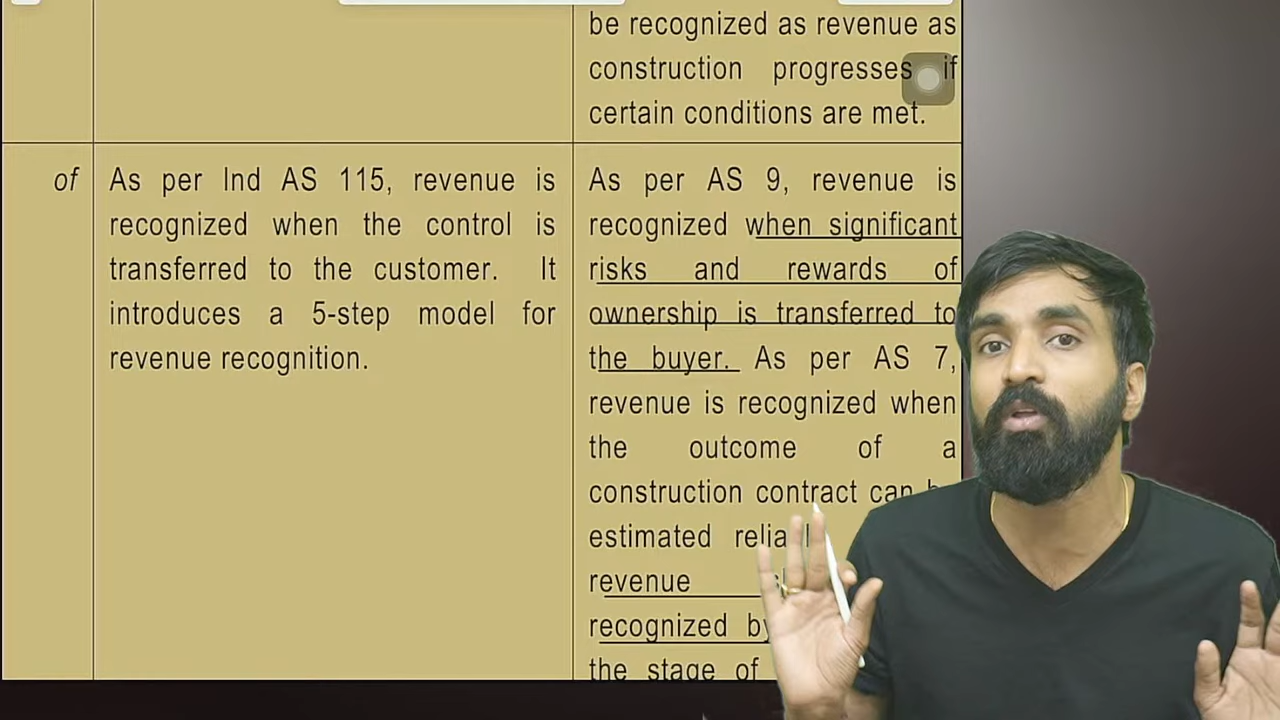 be recognized as revenue as
construction progresses if
certain conditions are met.
of
As per Ind AS 115, revenue is
recognized when the control is
transferred to the customer. It
introduces a 5-step model for
revenue recognition.
As per AS 9, revenue is
recognized when significant
risks and rewards of
ownership is transferred to
the buyer. As per AS 7,
revenue is recognized when
the outcome of a
construction contract can
estimated
revenue
recognized by
the stage of